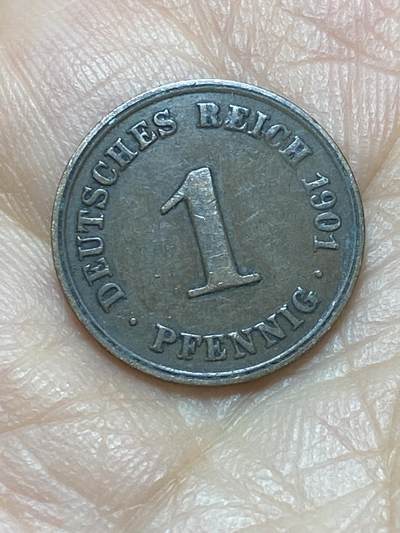 DEUTSCHES REICH 1901
1
· PFENNIG ·